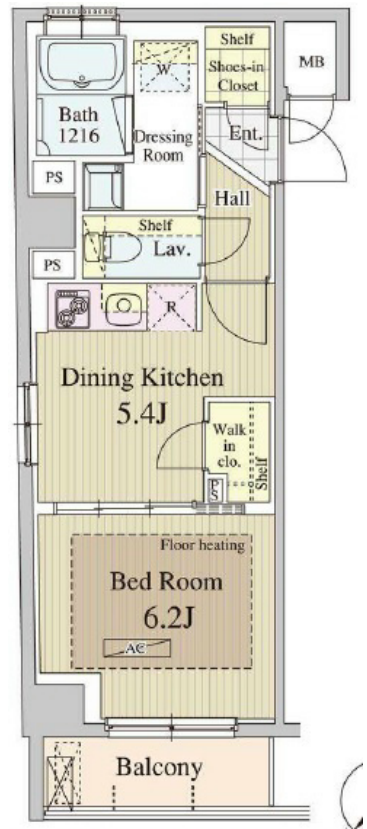 Shelf
Shoes-in
Closet
MB
W
Bath
1216
Dressing
Room
Ent.
PS
Hall
Shelf
Lav.
PS
R
Dining Kitchen
5.4J
Walk
in
clo.
Shelf
PS
Floor heating
Bed Room
6.2J
AC
Balcony